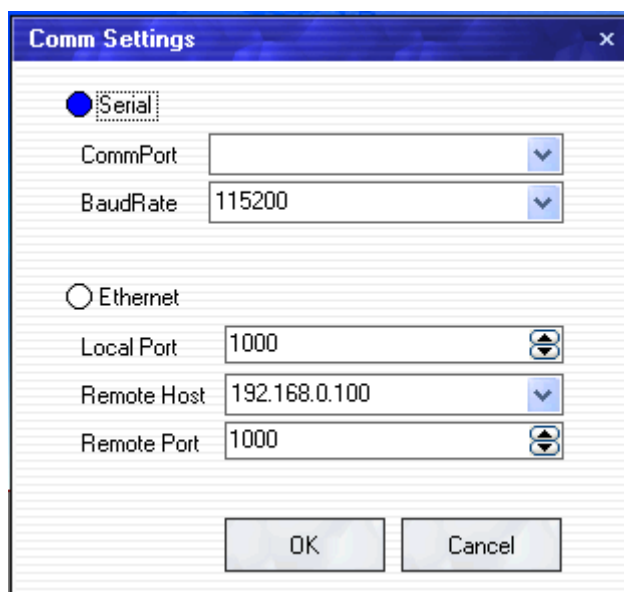 Comm Settings
Serial
CommPort
BaudRate 115200
Ethernet
Local Port 1000
Remote Host 192.168.0.100
Remote Port 1000
OK Cancel